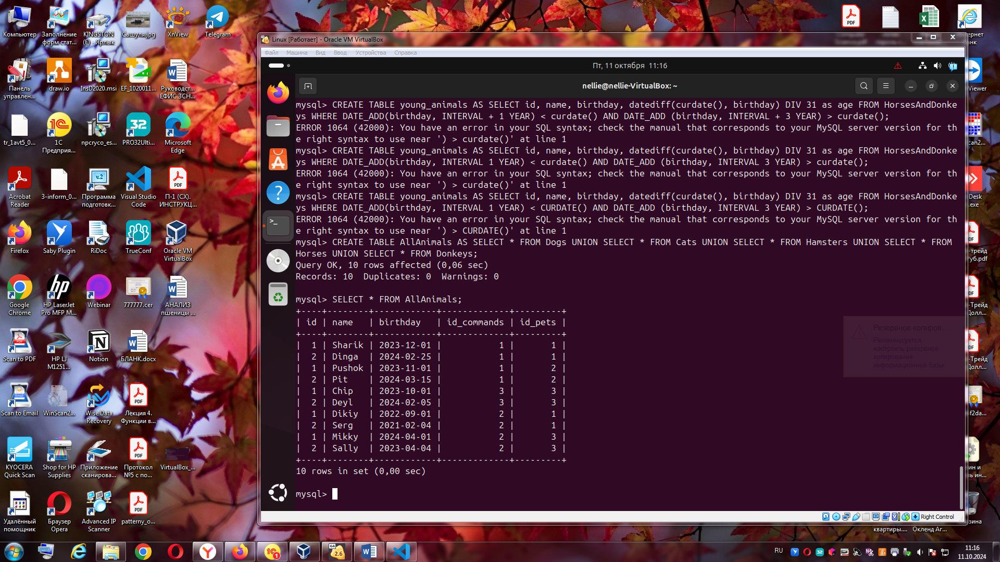 Компьютер
Заполнение
форм стат...
KINGSTON
(E) - Ярлык
Сашуля.jpg
XnView
Telegram
Панель
управлен...
draw.io
InsD2020.msi
EF_1020011...
Руководст...
ЕФИС ЗСН...
tr_1avt5_0...
1С
Предприя...
npcryco_es...
PRO32Ulti...
Microsoft
Edge
Acrobat
Reader
3-inform_0...
Программа
подготовк...
Visual Studio
Code
П-1 (СХ).
ИНСТРУКЦ...
Firefox
Saby Plugin
RiDoc
TrueConf
Oracle VM
VirtualBox
Google
Chrome
HP LaserJet
Pro MFP M...
Webinar
777777.cer
АНАЛИЗ
пшеницы ...
Scan to PDF
HP LJ
M1251...
Notion
БЛАНК.docx
Scan to Email
WinScan2...
Wise Data
Recovery
Лекция 4.
Функции в...
KYOCERA
Quick Scan
Shop for HP
Supplies
Приложение
сканирова...
Протокол
№5 с по...
VirtualBox_...
Удалённый
помощник
Браузер
Opera
Advanced IP
Scanner
patterny_o...
Linux [Работает] - Oracle VM VirtualBox
Файл Машина Вид Ввод Устройства Справка
Пт, 11 октября 11:16
nellie@nellie-VirtualBox: ~
mysql> CREATE TABLE young_animals AS SELECT id, name, birthday, datediff(curdate(), birthday) DIV 31 as age FROM HorsesAndDonke
ys WHERE DATE_ADD(birthday, INTERVAL + 1 YEAR) < curdate() AND DATE_ADD (birthday, INTERVAL + 3 YEAR) > curdate();
ERROR 1064 (42000): You have an error in your SQL syntax; check the manual that corresponds to your MySQL server version for th
e right syntax to use near ') > curdate()' at line 1
mysql> CREATE TABLE young_animals AS SELECT id, name, birthday, datediff(curdate(), birthday) DIV 31 as age FROM HorsesAndDonke
ys WHERE DATE_ADD(birthday, INTERVAL 1 YEAR) < curdate() AND DATE_ADD (birthday, INTERVAL 3 YEAR) > curdate();
ERROR 1064 (42000): You have an error in your SQL syntax; check the manual that corresponds to your MySQL server version for th
e right syntax to use near ') > curdate()' at line 1
mysql> CREATE TABLE young_animals AS SELECT id, name, birthday, datediff(curdate(), birthday) DIV 31 as age FROM HorsesAndDonke
ys WHERE DATE_ADD(birthday, INTERVAL 1 YEAR) < CURDATE() AND DATE_ADD (birthday, INTERVAL 3 YEAR) > CURDATE();
ERROR 1064 (42000): You have an error in your SQL syntax; check the manual that corresponds to your MySQL server version for th
e right syntax to use near ') > CURDATE()' at line 1
mysql> CREATE TABLE AllAnimals AS SELECT * FROM Dogs UNION SELECT * FROM Cats UNION SELECT * FROM Hamsters UNION SELECT * FROM
Horses UNION SELECT * FROM Donkeys;
Query OK, 10 rows affected (0,06 sec)
Records: 10  Duplicates: 0  Warnings: 0
mysql> SELECT * FROM AllAnimals;
+----+--------+------------+-------------+---------+
| id | name   | birthday   | id_commands | id_pets |
+----+--------+------------+-------------+---------+
|  1 | Sharik | 2023-12-01 |           1 |       1 |
|  2 | Dinga  | 2024-02-25 |           1 |       1 |
|  1 | Pushok | 2023-11-01 |           1 |       2 |
|  2 | Pit    | 2024-03-15 |           1 |       2 |
|  1 | Chip   | 2023-10-01 |           3 |       3 |
|  2 | Deyl   | 2024-02-05 |           3 |       3 |
|  1 | Dikiy  | 2022-09-01 |           2 |       1 |
|  2 | Serg   | 2021-02-04 |           2 |       1 |
|  1 | Mikky  | 2024-04-01 |           2 |       3 |
|  2 | Sally  | 2023-04-04 |           2 |       3 |
+----+--------+------------+-------------+---------+
10 rows in set (0,00 sec)
mysql>
Резервное копиров...
Рекомендуется
настроить резервное
копирование
информационной базы.
Right Control
ернет
нк
Viewer
can2...
Desk
.exe
-трейд
Руб.pdf
-Трейд
Долл...
-Трейд
Долл...
f2da...
ин и
ль ин...
зина
квартиры....
Окленд Аг...
RU
11:16
11.10.2024